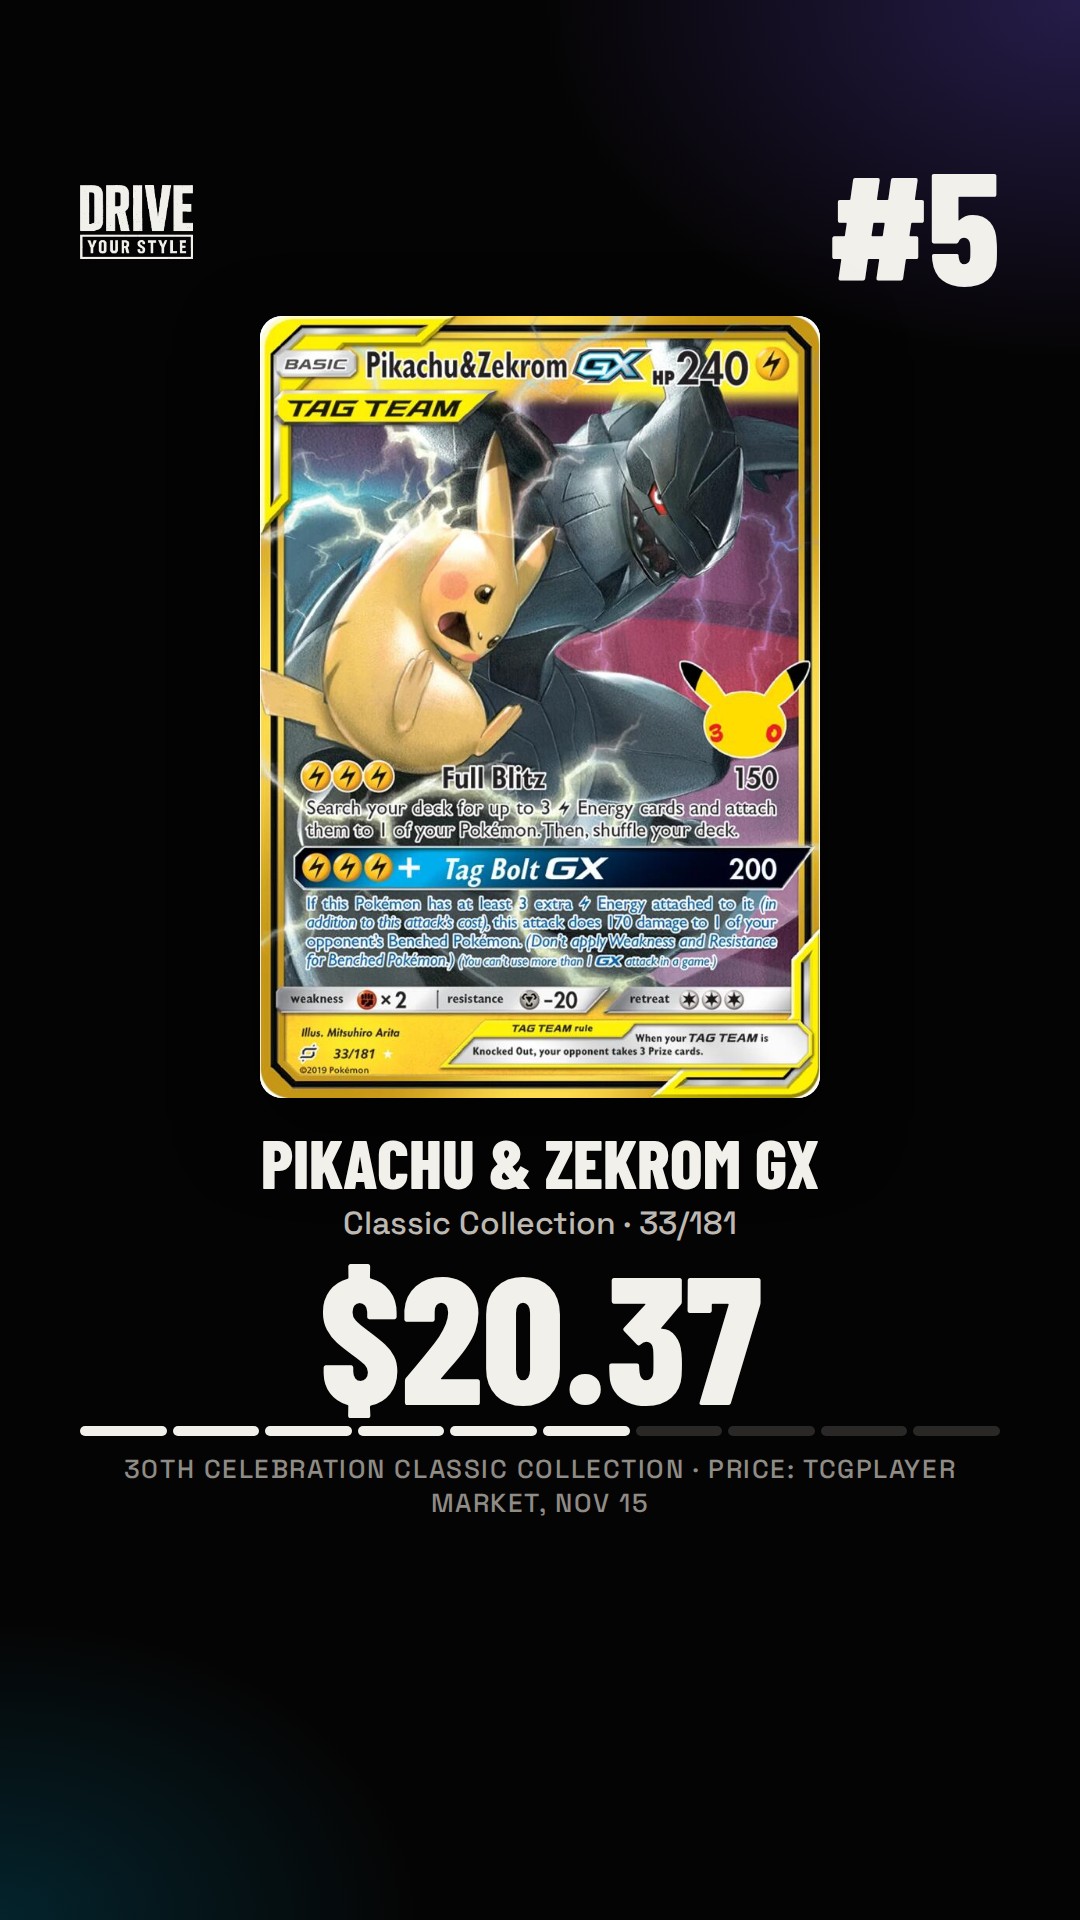 DRIVE
YOUR STYLE
#5
BASIC Pikachu&Zekrom GX HP 240
TAG TEAM
30
Full Blitz 150
Search your deck for up to 3 Energy cards and attach
them to 1 of your Pokémon. Then, shuffle your deck.
+ Tag Bolt GX 200
If this Pokémon has at least 3 extra Energy attached to it (in
addition to this attack's cost), this attack does 170 damage to 1 of your
opponent's Benched Pokémon. (Don't apply Weakness and Resistance
for Benched Pokémon.) (You can't use more than 1 GX attack in a game.)
weakness ×2 resistance -20 retreat
Illus. Mitsuhiro Arita
TAG TEAM rule
When your TAG TEAM is
Knocked Out, your opponent takes 3 Prize cards.
33/181
©2019 Pokémon
PIKACHU & ZEKROM GX
Classic Collection · 33/181
$20.37
30TH CELEBRATION CLASSIC COLLECTION · PRICE: TCGPLAYER
MARKET, NOV 15